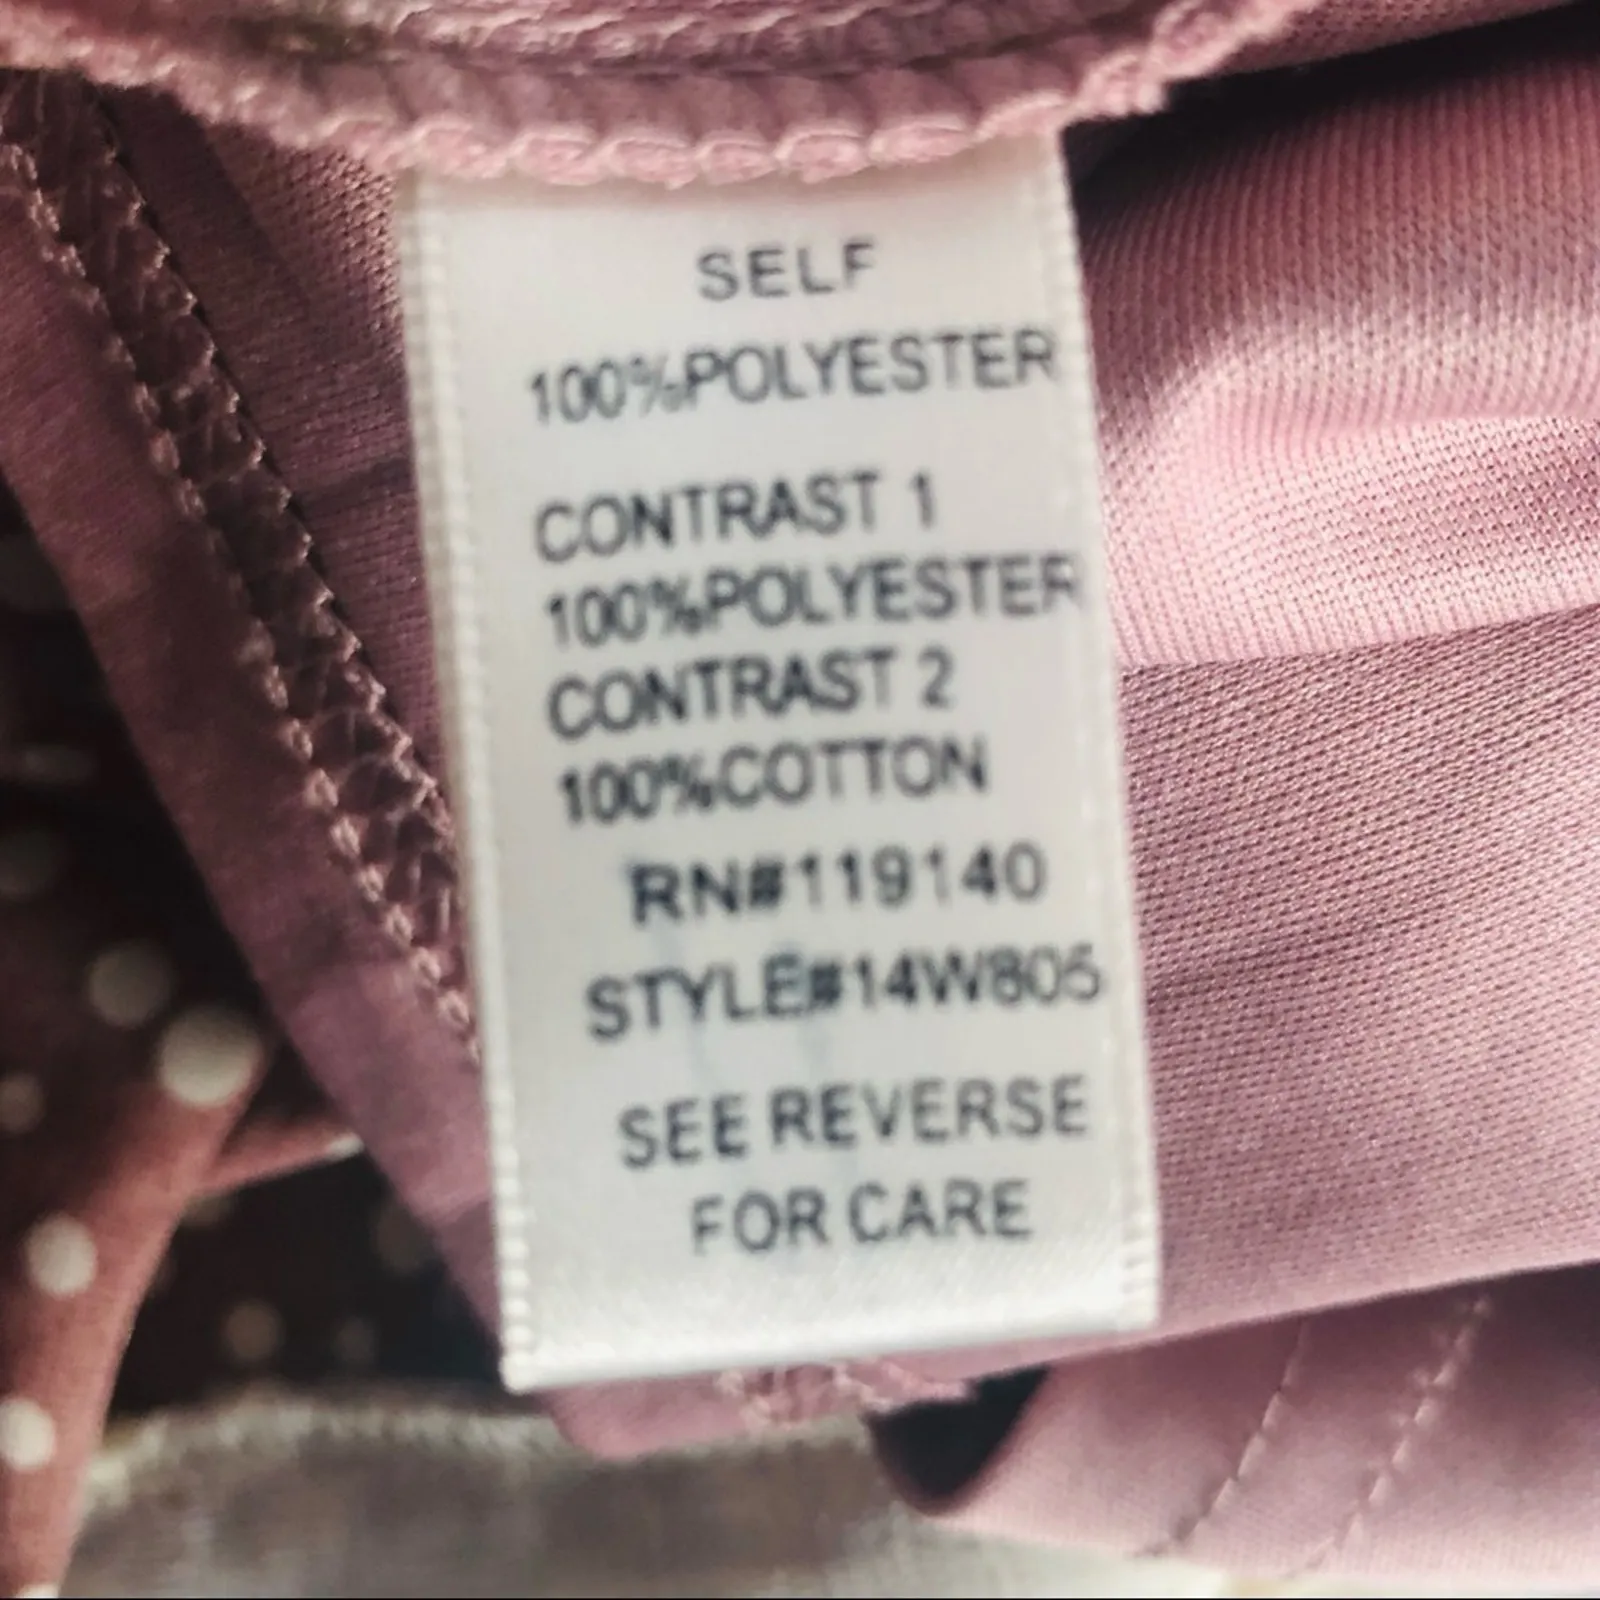 SELF
100%POLYESTER
CONTRAST 1
100%POLYESTER
CONTRAST 2
100%COTTON
RN#119140
STYLE#14W805
SEE REVERSE
FOR CARE